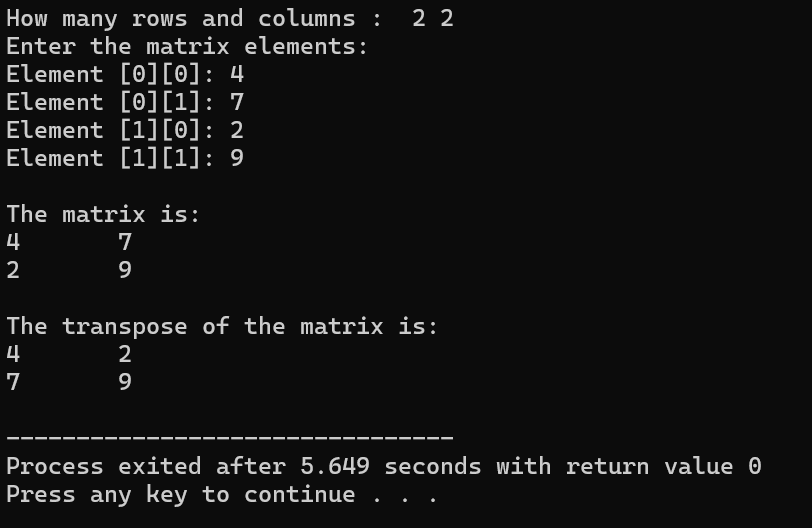 How many rows and columns :  2 2
Enter the matrix elements:
Element [0][0]: 4
Element [0][1]: 7
Element [1][0]: 2
Element [1][1]: 9

The matrix is:
4       7
2       9

The transpose of the matrix is:
4       2
7       9

--------------------------------
Process exited after 5.649 seconds with return value 0
Press any key to continue . . .